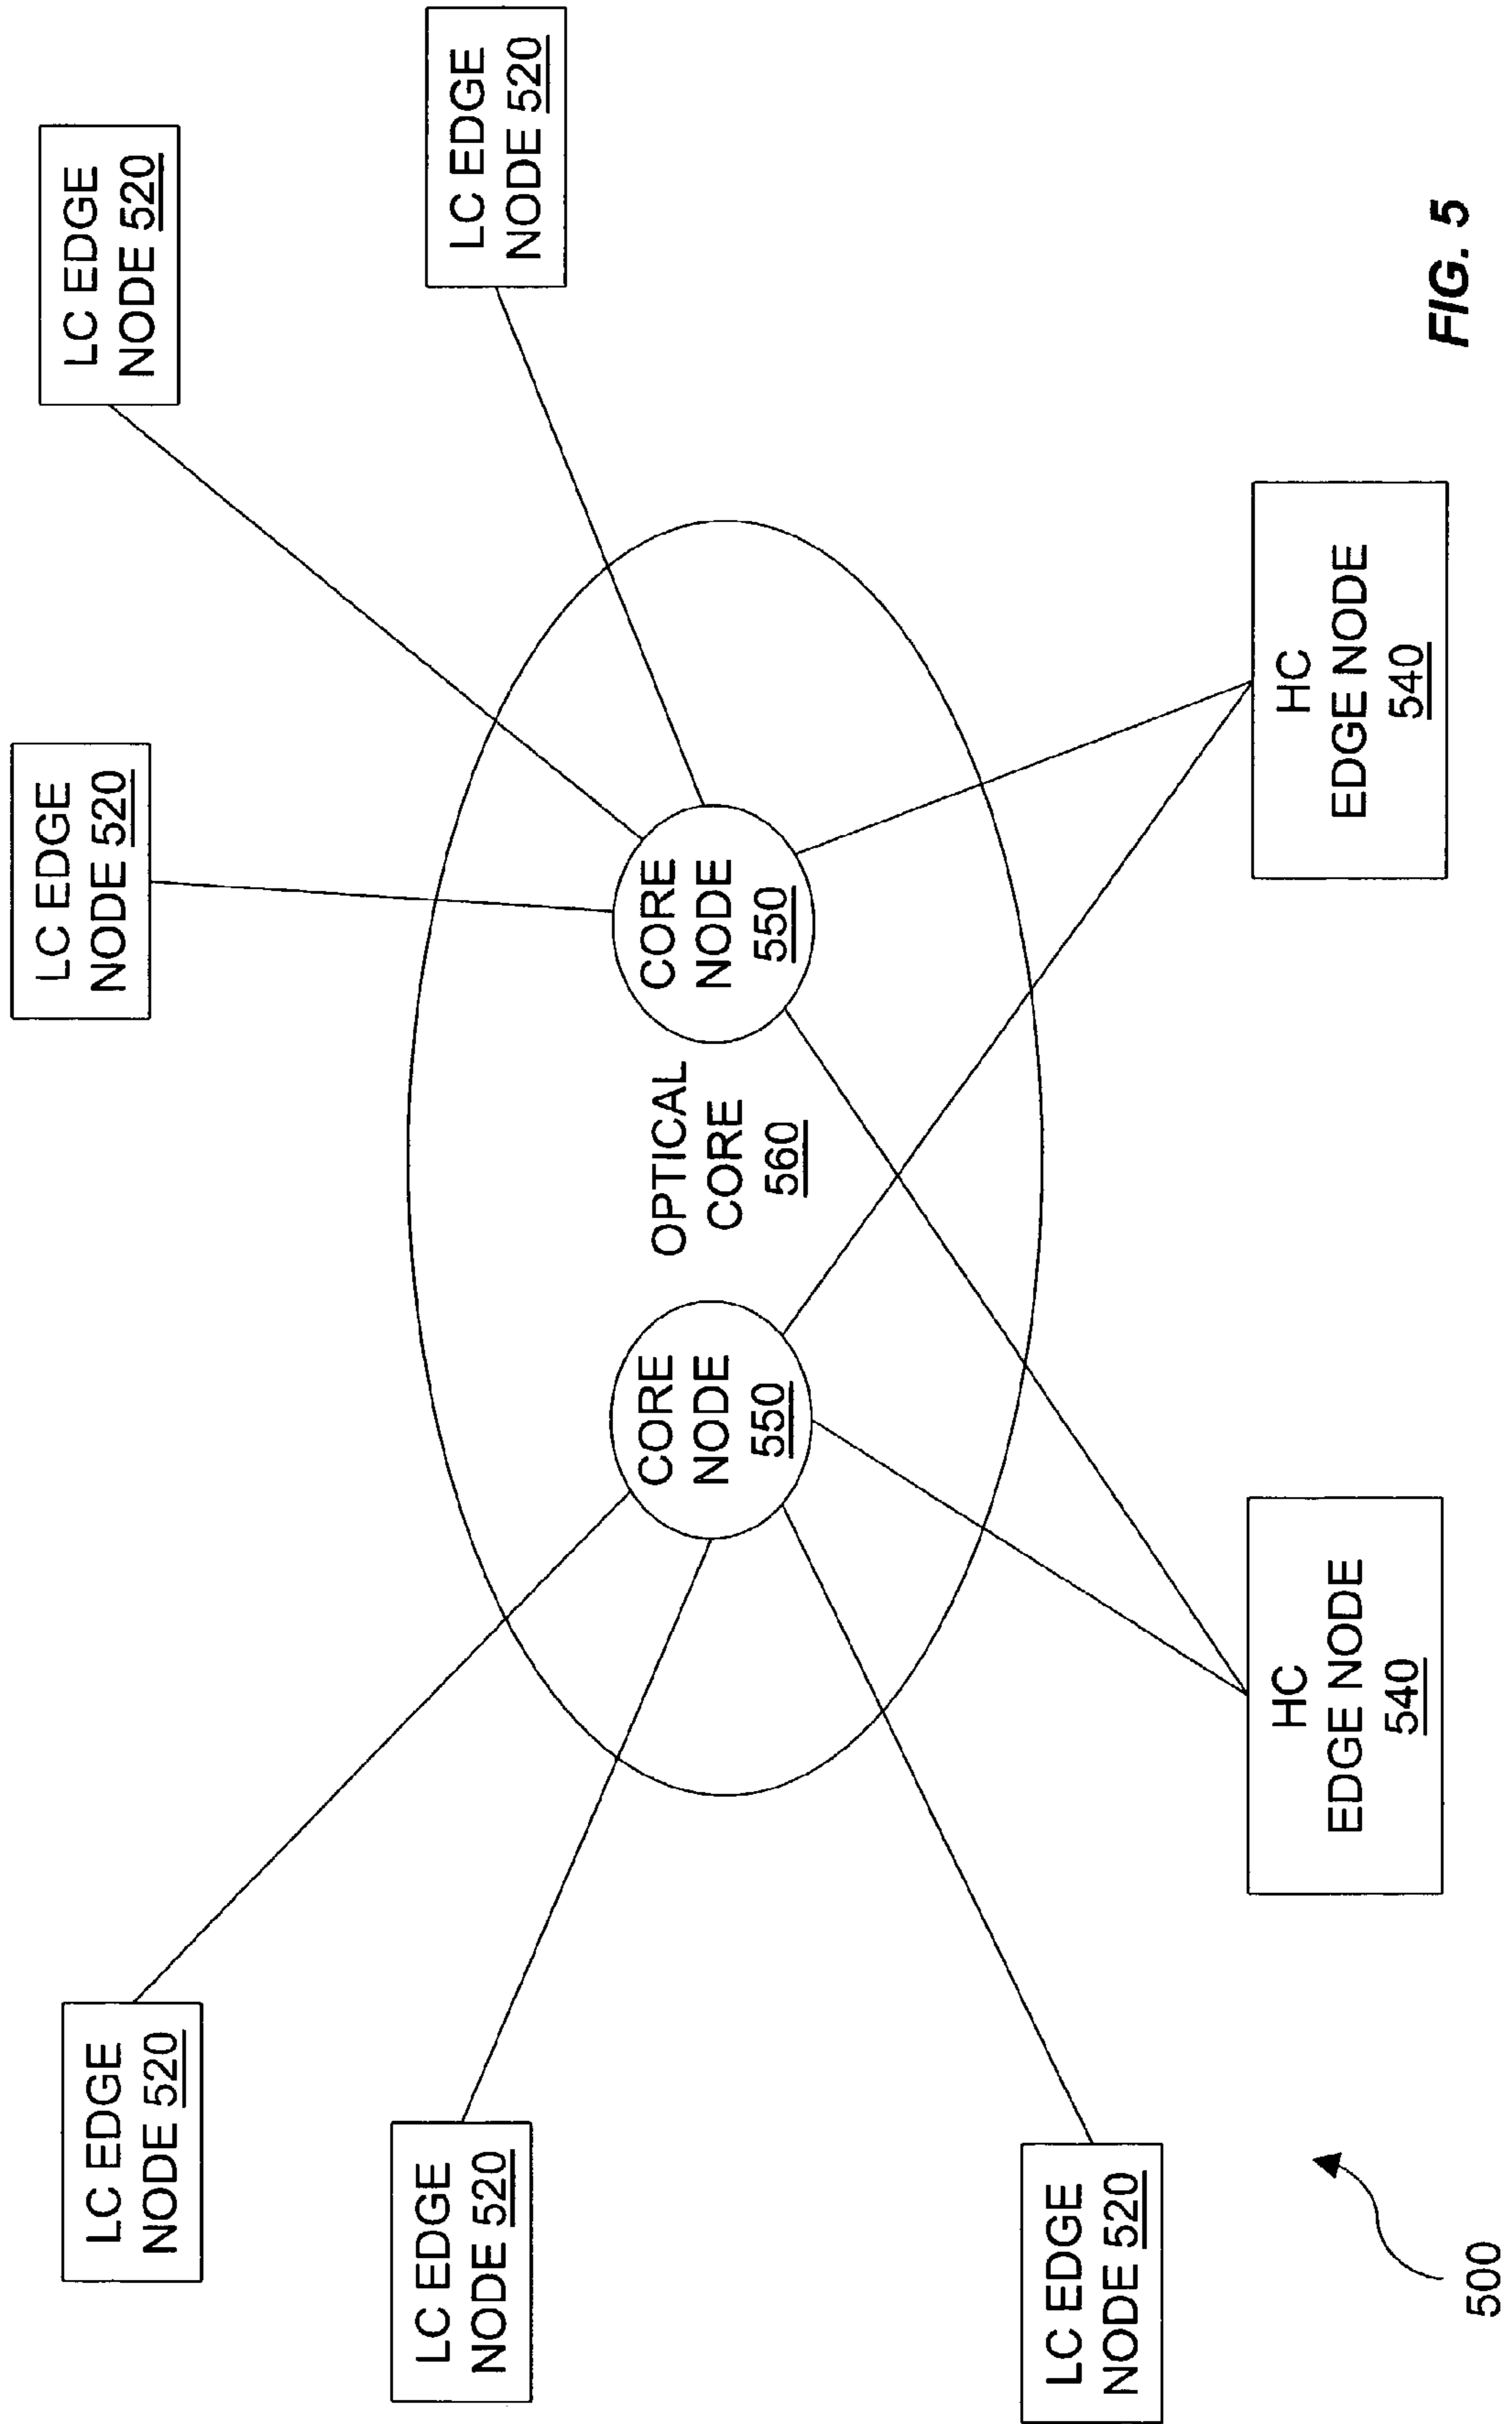 LC EDGE
NODE 520
LC EDGE
NODE 520
LC EDGE
NODE 520
LC EDGE
NODE 520
LC EDGE
NODE 520
CORE
NODE
550
OPTICAL
CORE
560
CORE
NODE
550
LC EDGE
NODE 520
HC
EDGE NODE
540
HC
EDGE NODE
540
500
FIG. 5